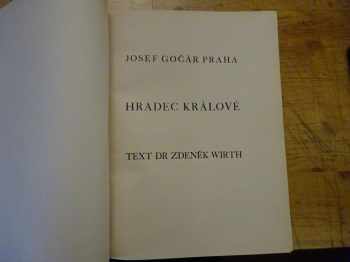 JOSEF GOČÁR PRAHA
HRADEC KRÁLOVÉ
TEXT DR ZDENĚK WIRTH